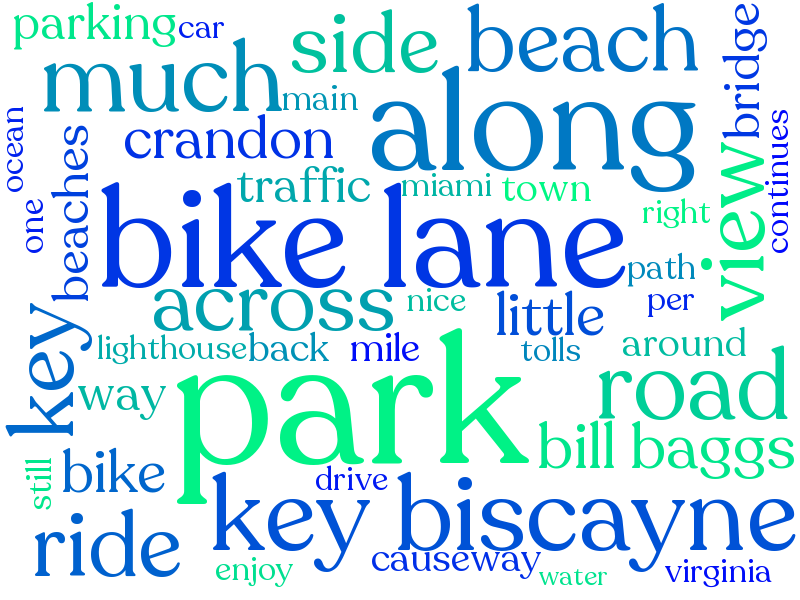 parking car side beach bridge
much main along
ocean crandon continues
beaches traffic miami town view
one bike lane right
across nice little path per
key lighthouse back mile tolls around
way park road
still bike drive bill baggs
ride key biscayne
enjoy causeway water virginia